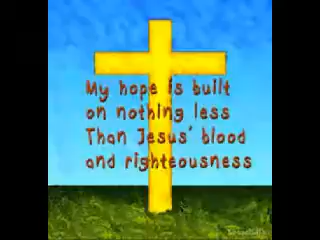 My hope is built
on nothing less
Than Jesus' blood
and righteousness